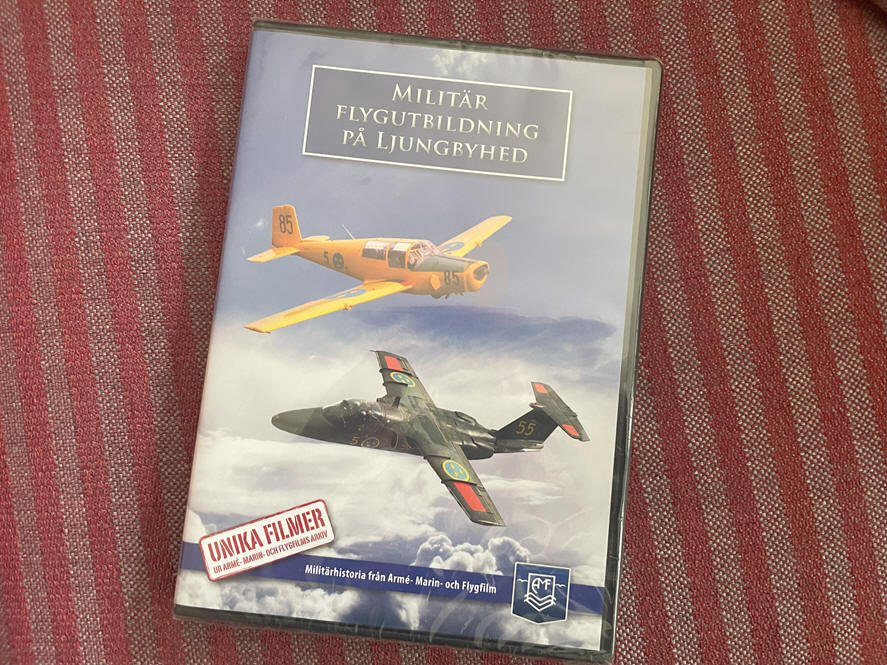 MILITÄR
FLYGUTBILDNING
PÅ LJUNGBYHED
85
5
85
55
5
UNIKA FILMER
UR ARMÉ- MARIN- OCH FLYGFILMS ARKIV
Militärhistoria från Armé- Marin- och Flygfilm
AMF